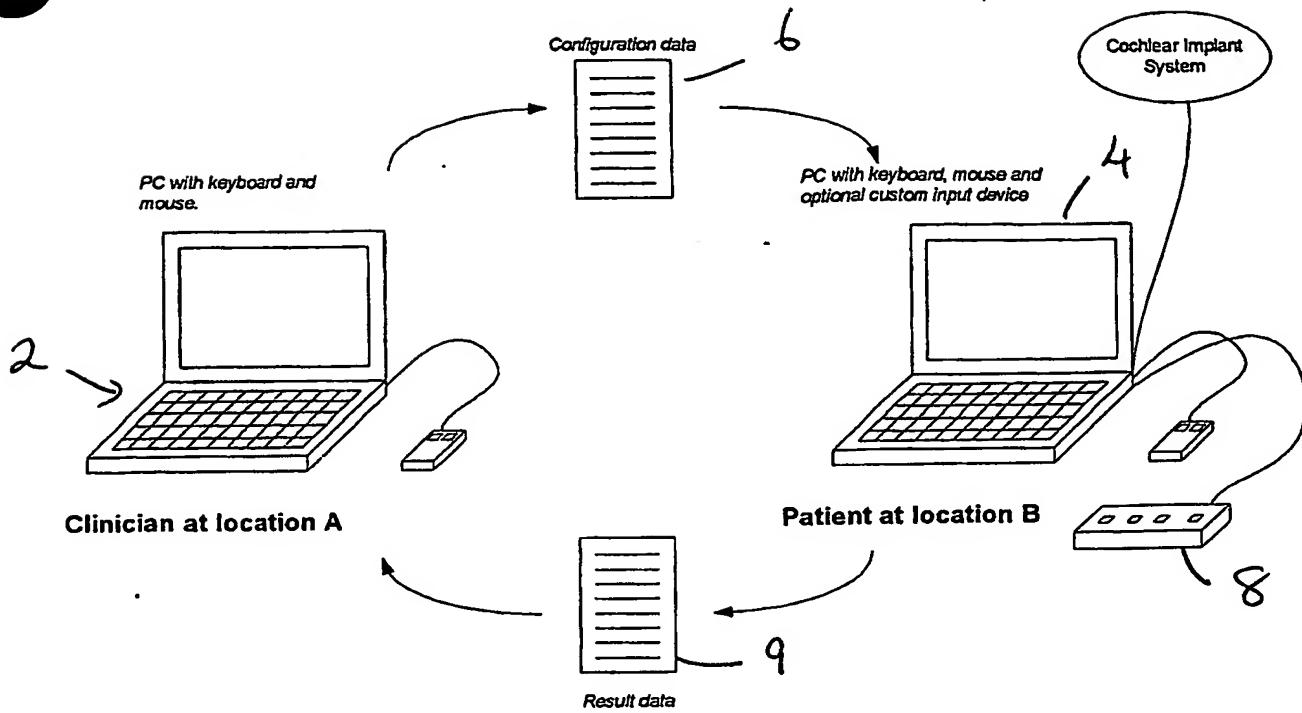 Configuration data
6
Cochlear Implant
System
PC with keyboard and
mouse.
PC with keyboard, mouse and
optional custom input device
4
2
Clinician at location A
Patient at location B
8
9
Result data